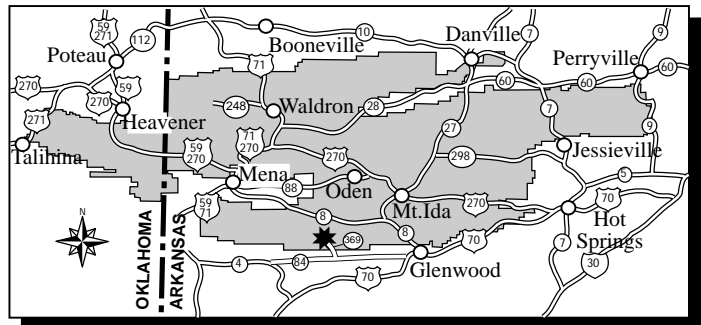 59
271
112
Poteau
Booneville
10
Danville
7
Perryville
9
71
60
60
60
270
59
270
248
Waldron
28
271
Heavener
7
27
9
Talihina
59
270
71
270
270
298
Jessieville
Mena
88
Oden
5
59
71
Mt.Ida
270
70
8
8
Hot
Springs
N
369
70
7
Glenwood
4
84
70
30
OKLAHOMA
ARKANSAS